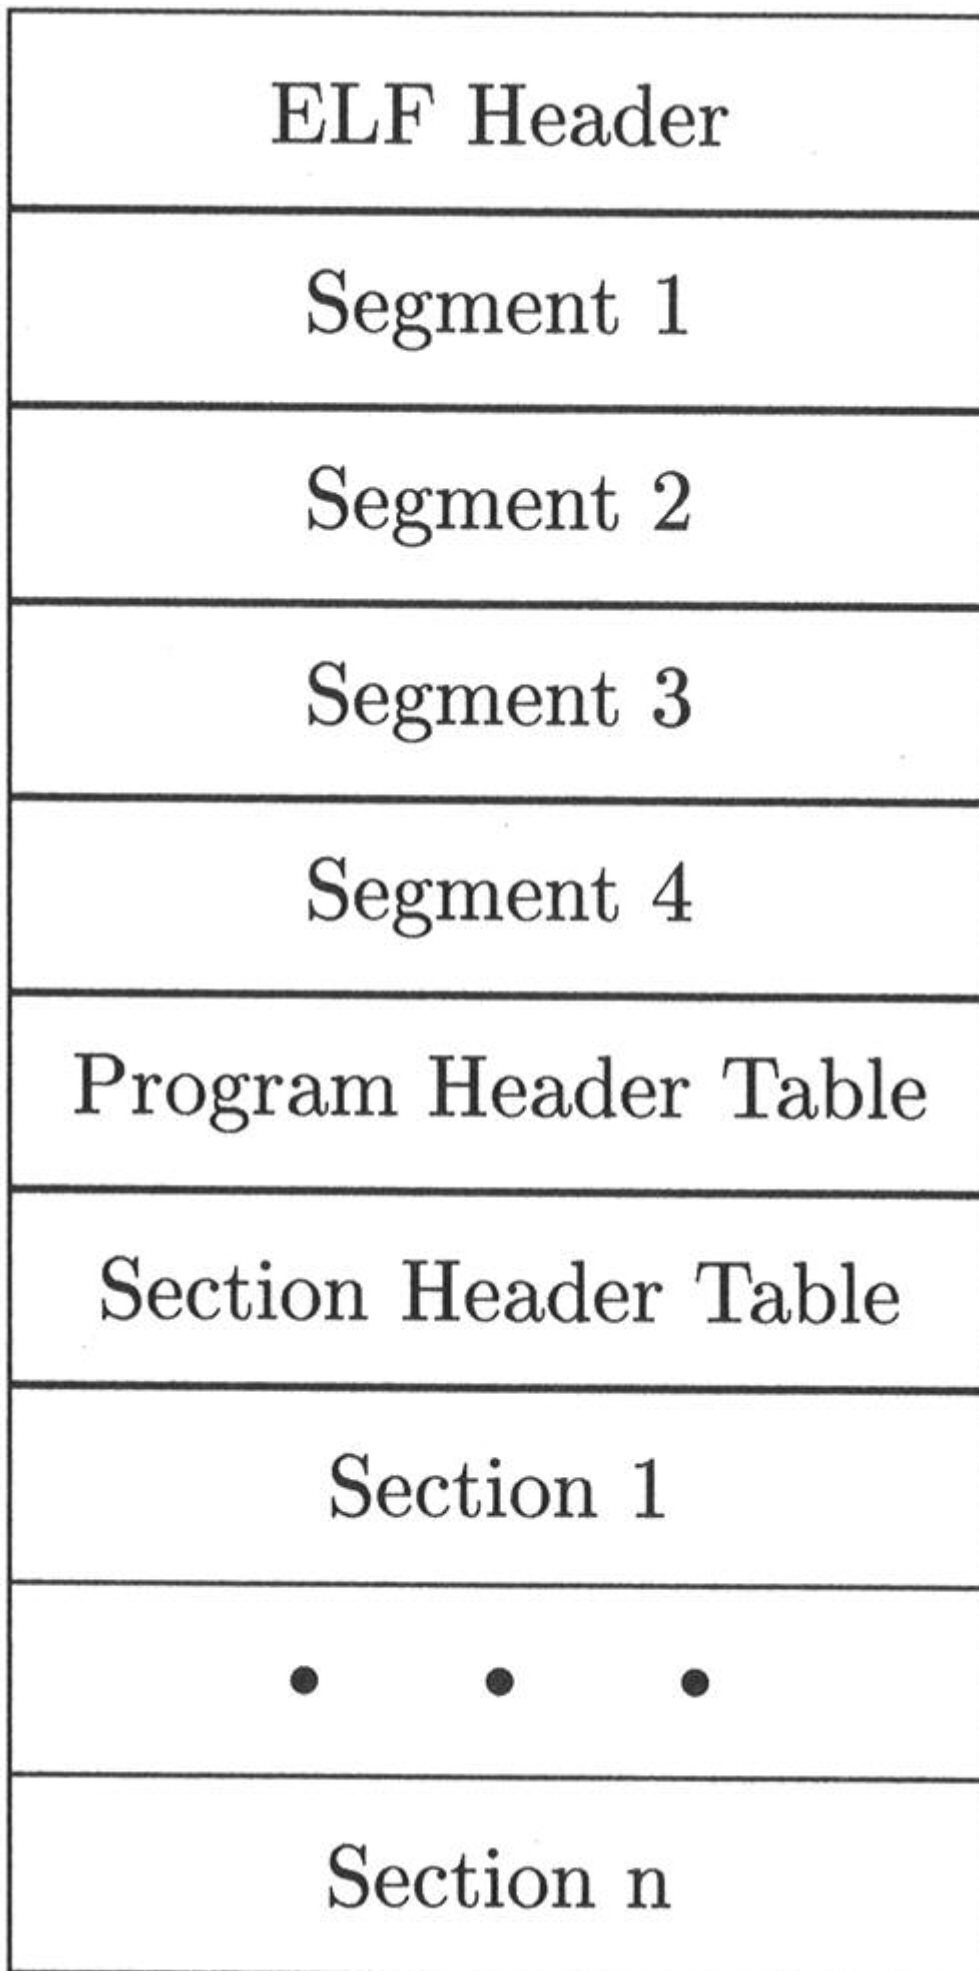 ELF Header
Segment 1
Segment 2
Segment 3
Segment 4
Program Header Table
Section Header Table
Section 1
• • •
Section n